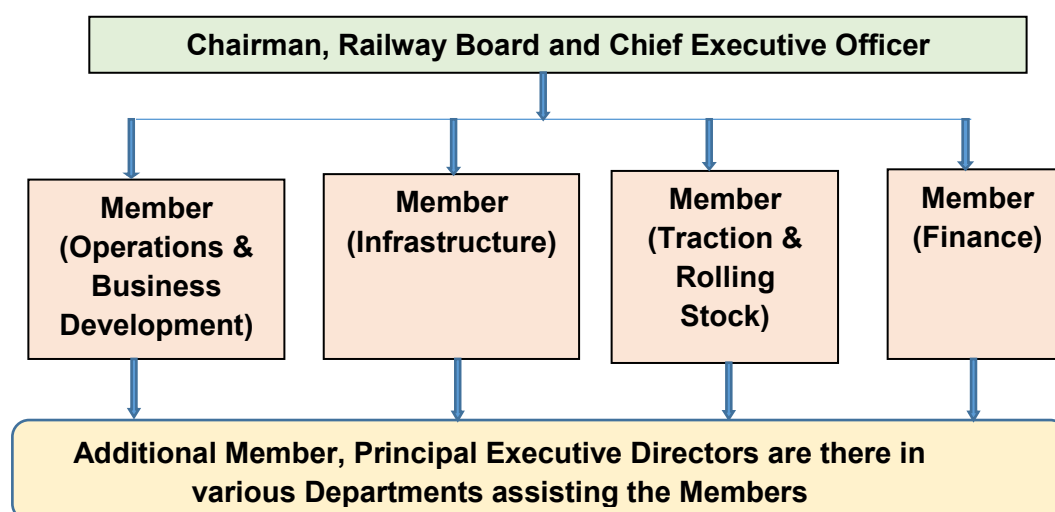 Chairman, Railway Board and Chief Executive Officer
Member
(Operations &
Business
Development)
Member
(Infrastructure)
Member
(Traction &
Rolling
Stock)
Member
(Finance)
Additional Member, Principal Executive Directors are there in
various Departments assisting the Members